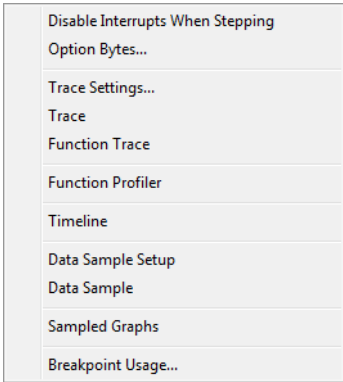 Disable Interrupts When Stepping
Option Bytes...
Trace Settings...
Trace
Function Trace
Function Profiler
Timeline
Data Sample Setup
Data Sample
Sampled Graphs
Breakpoint Usage...